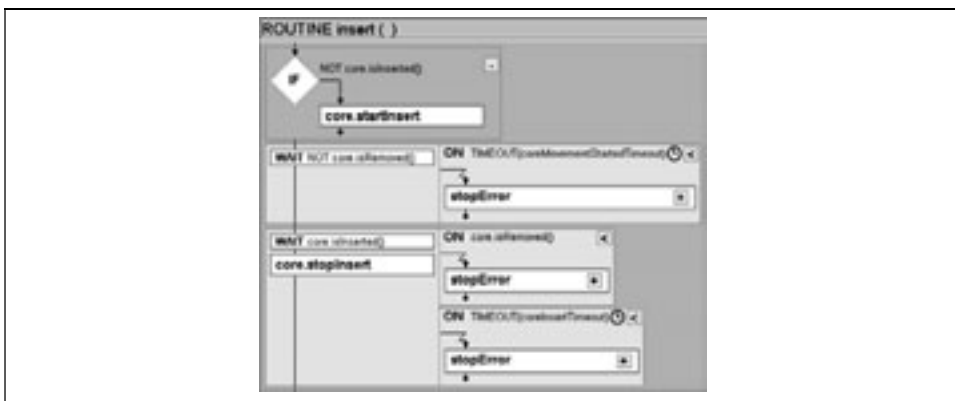 ROUTINE insert ( )
IF
NOT core.isInserted()
core.startInsert
WAIT NOT core.isRemoved()
ON TIMEOUT(coreMovementStartedTimeout)
stopError
WAIT core.isInserted()
ON core.isRemoved()
core.stopInsert
stopError
ON TIMEOUT(coreInsertTimeout)
stopError